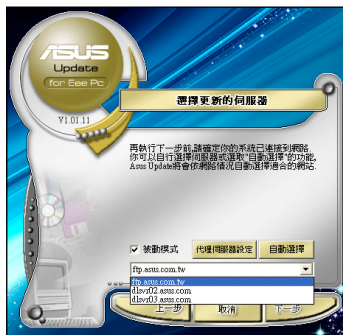 ASUS
Update
for Eee Pc
V1.01.11
選擇更新的伺服器
再執行下一步前,請確定你的系統已連接到網路.
你可以自行選擇伺服器或選取"自動選擇"的功能,
Asus Update將會依網路情況自動選擇適合的網站.
被動模式
代理伺服器設定
自動選擇
ftp.asus.com.tw
ftp.asus.com.tw
dlsvr02.asus.com
dlsvr03.asus.com
上一步
取消
下一步